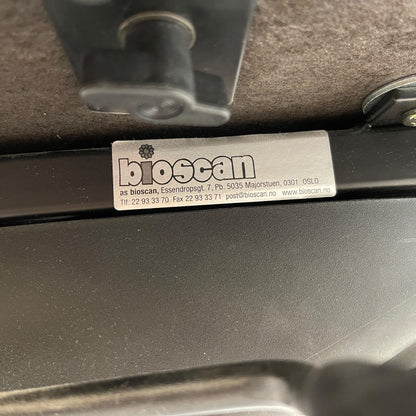 bioscan
as bioscan, Essendropsgt. 7, Pb. 5035 Majorstuen, 0301 OSLO
Tlf: 22 93 33 70 Fax 22 93 33 71 post@bioscan.no www.bioscan.no